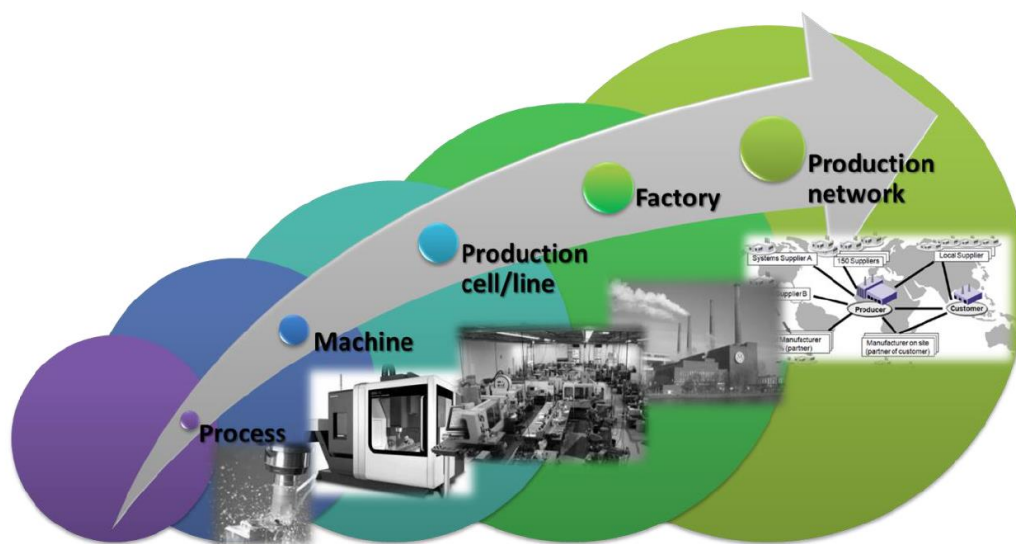 Process
Machine
Production
cell/line
Factory
Production
network
Systems Supplier A
150 Suppliers
Local Supplier
upplier B
Producer
Customer
Manufacturer
(partner)
Manufacturer on site
(partner of customer)